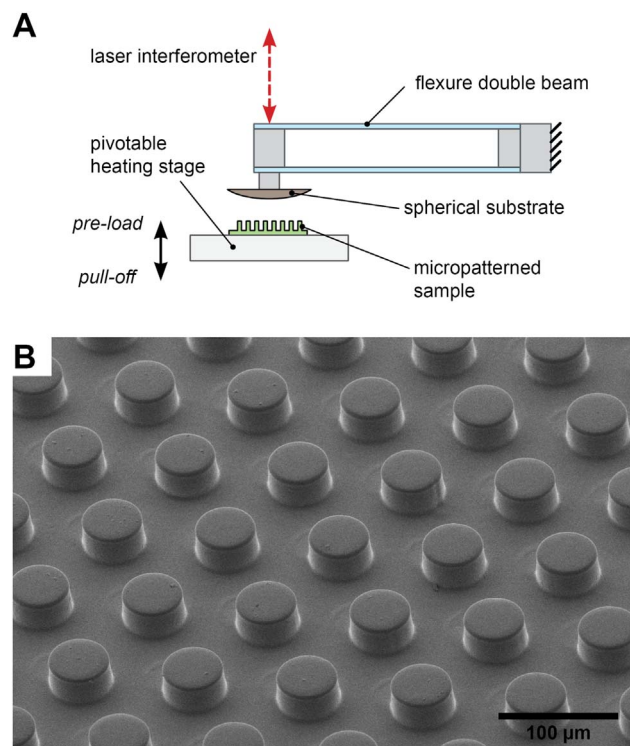 A
laser interferometer
flexure double beam
pivotable
heating stage
spherical substrate
pre-load
pull-off
micropatterned
sample
B
100 µm